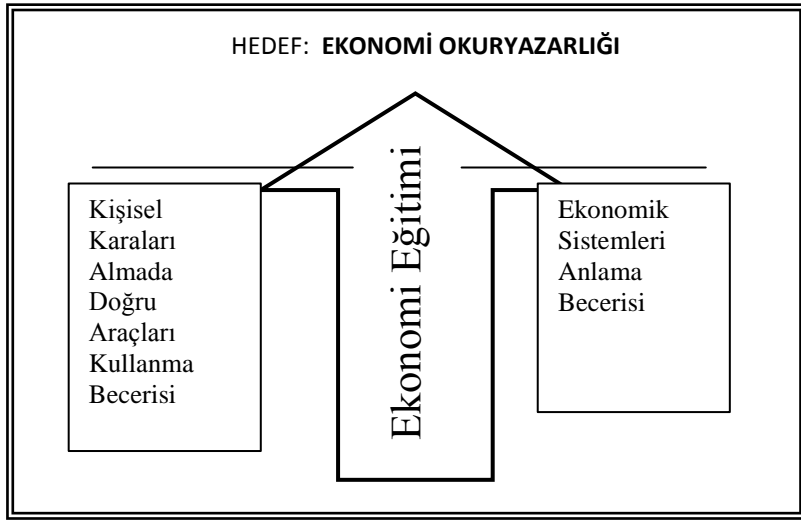 HEDEF: EKONOMİ OKURYAZARLIĞI
Kişisel
Karaları
Almada
Doğru
Araçları
Kullanma
Becerisi
Ekonomi Eğitimi
Ekonomik
Sistemleri
Anlama
Becerisi